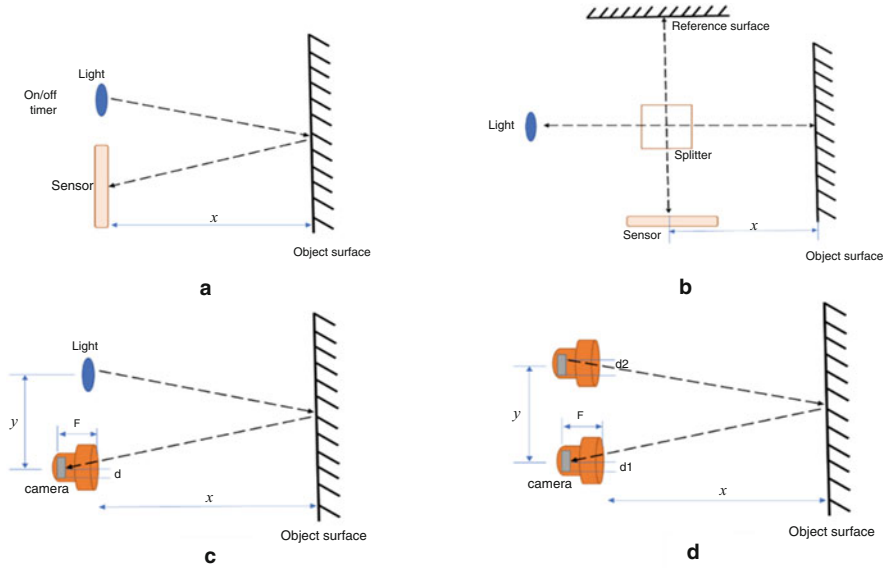 Light
On/off
timer
Sensor
x
Object surface
a
Reference surface
Light
Splitter
Sensor
x
Object surface
b
Light
y
F
d
camera
x
Object surface
c
d2
y
F
d1
camera
x
Object surface
d